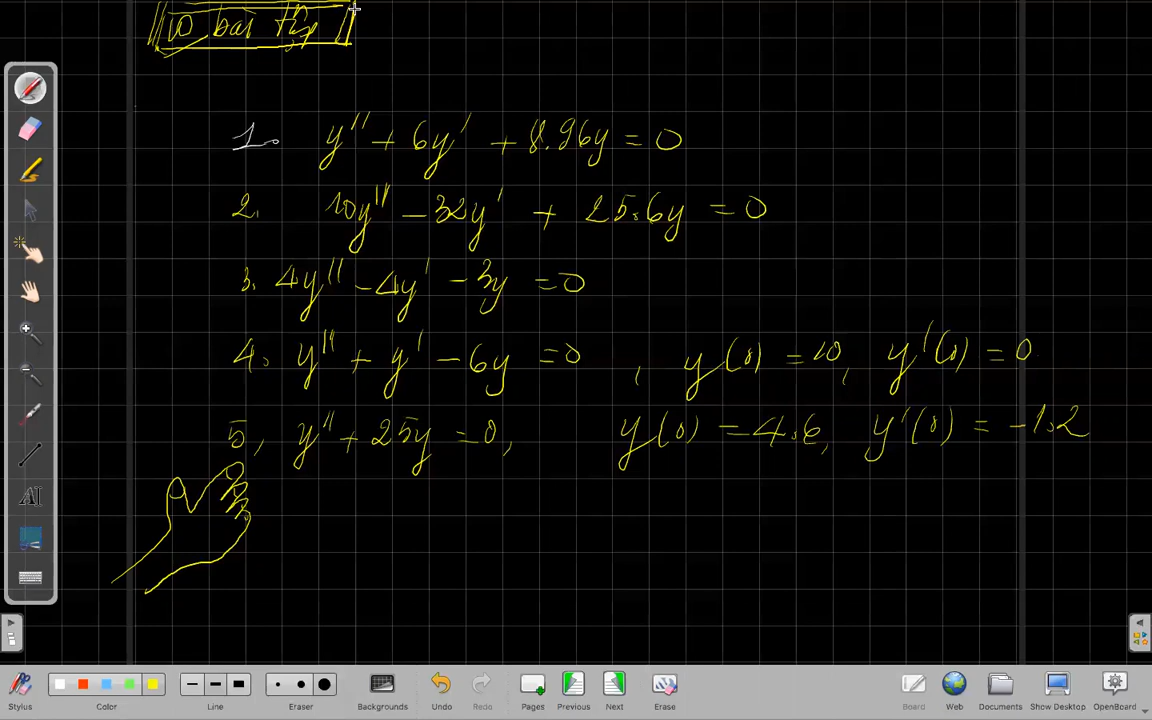 10 bài tập
1. y'' + 6y' + 8.96y = 0
2. 10y'' - 32y' + 25.6y = 0
3. 4y'' - 4y' - 3y = 0
4. y'' + y' - 6y = 0 , y(0) = 10, y'(0) = 0
5, y'' + 25y = 0, y(0) = 4.6, y'(0) = -1.2
Stylus Color Line Eraser Backgrounds Undo Redo Pages Previous Next Erase Board Web Documents Show Desktop OpenBoard